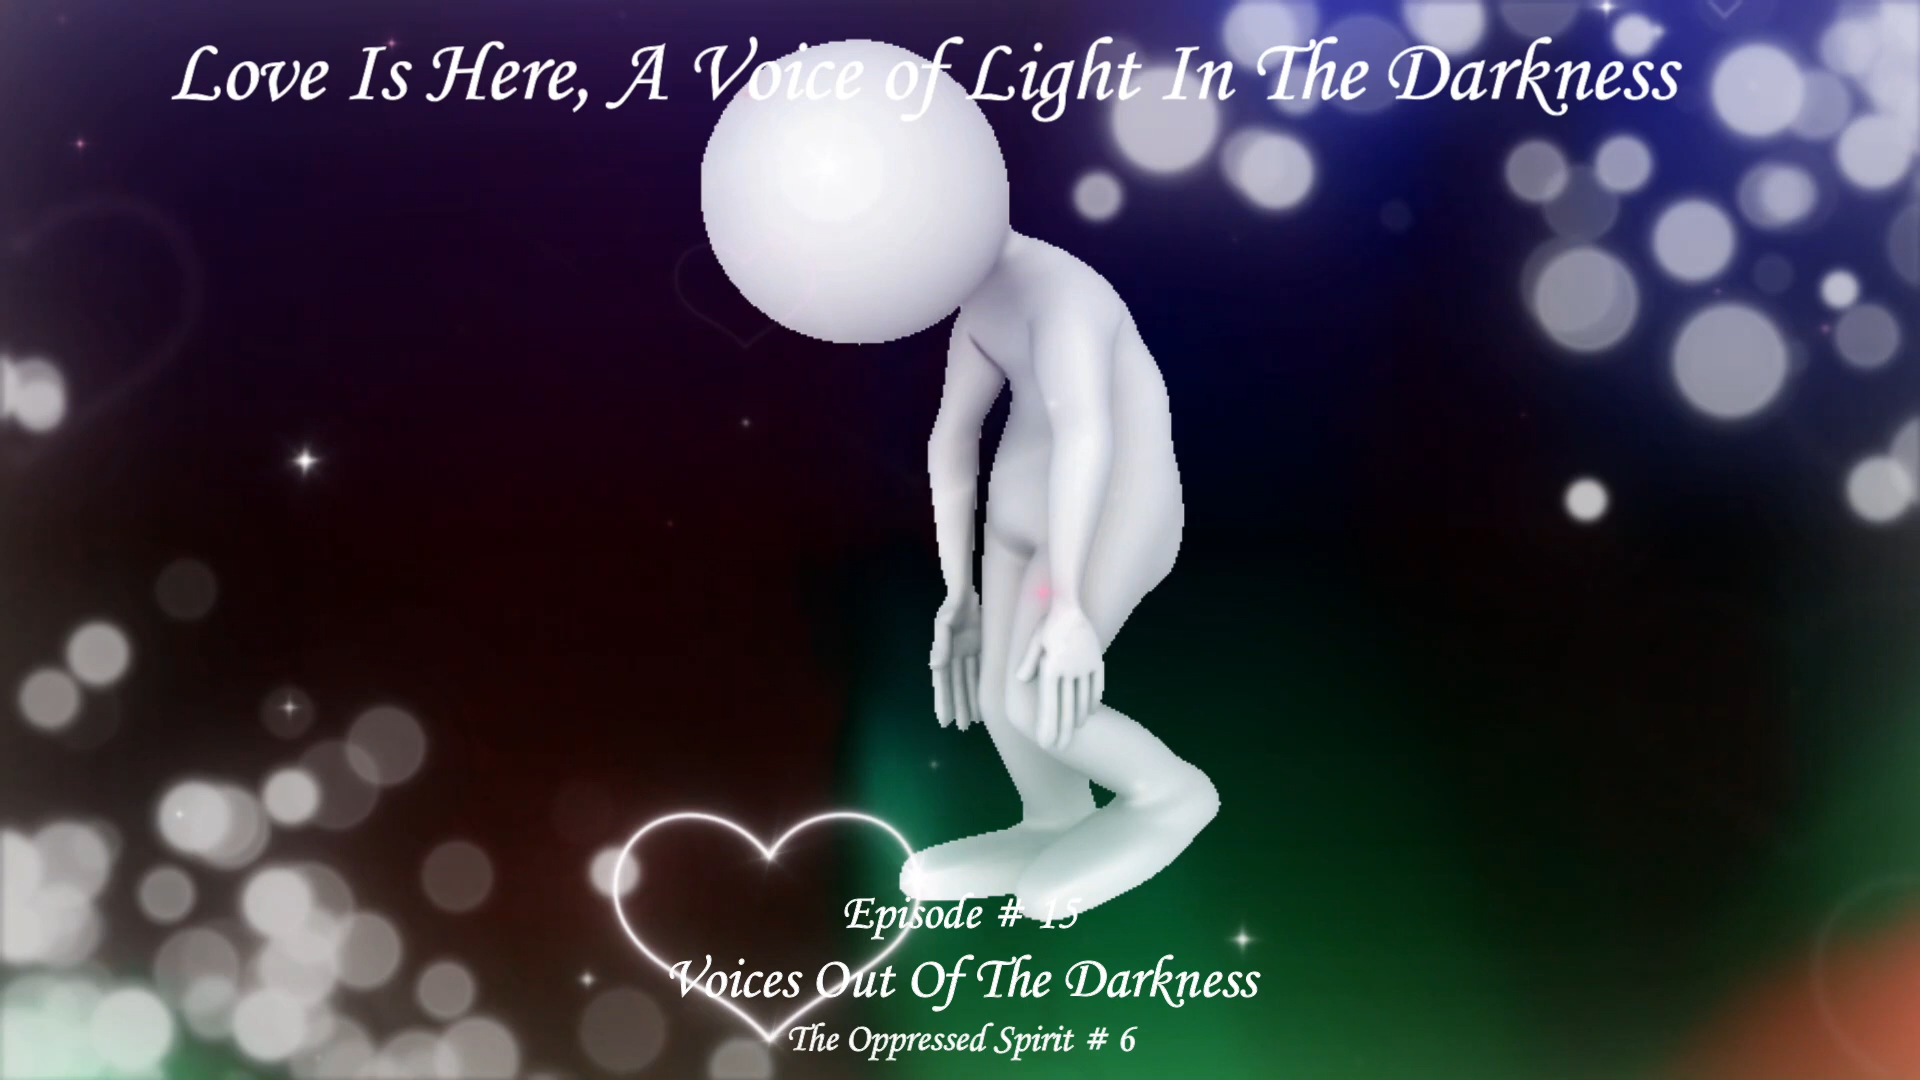 Love Is Here, A Voice of Light In The Darkness
Episode # 15
Voices Out Of The Darkness
The Oppressed Spirit # 6